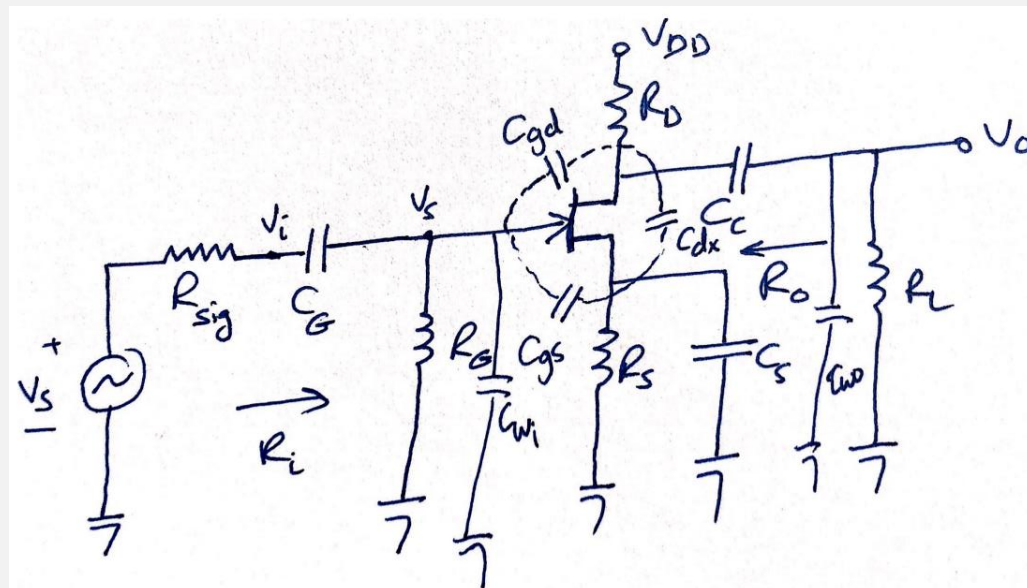 VDD
RD
Cgd
Vo
Vi
Vs
CC
Cdx
Rsig
CG
RO
RL
RG
Cgs
RS
CS
Cwo
+
Vs
Cwi
Ri